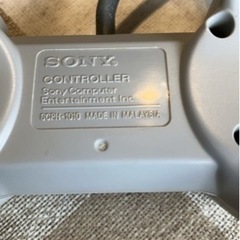 SONY
CONTROLLER
Sony Computer
Entertainment Inc.
SCPH-1010 MADE IN MALAYSIA